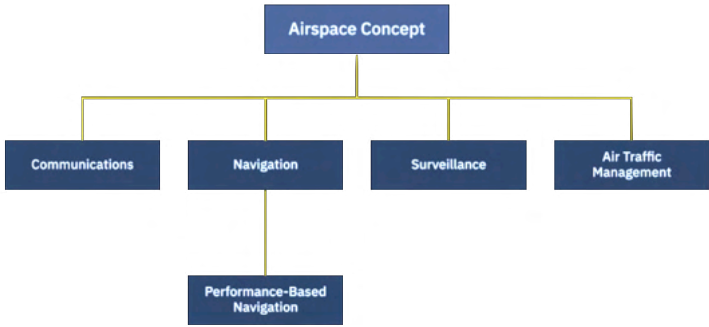 Airspace Concept
Communications
Navigation
Surveillance
Air Traffic
Management
Performance-Based
Navigation